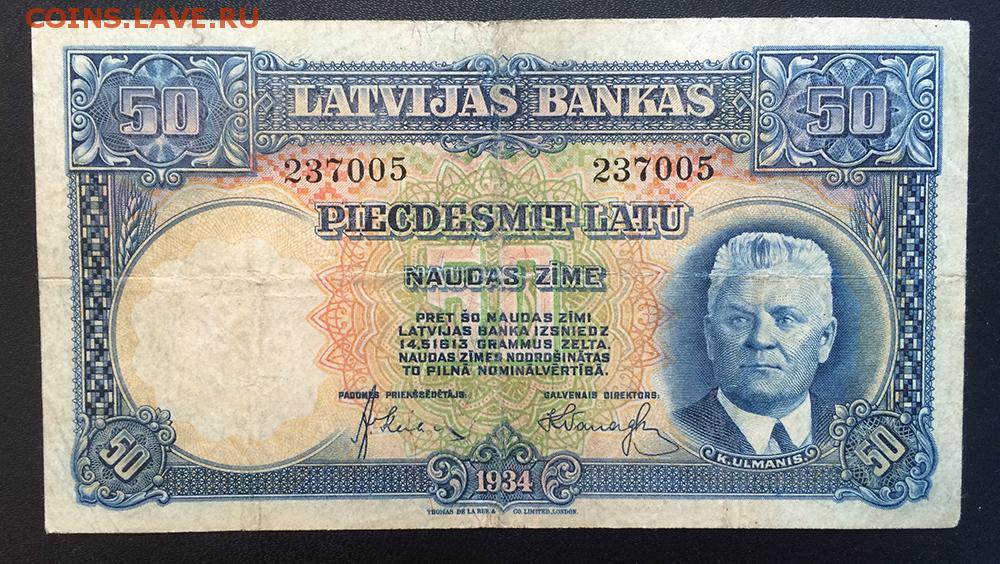 COINS.LAVE.RU
50 LATVIJAS BANKAS 50
237005 237005
PIECDESMIT LATU
NAUDAS ZĪME
50
PRET ŠO NAUDAS ZĪMI
LATVIJAS BANKA IZSNIEDZ
14,51613 GRAMMUS ZELTA.
NAUDAS ZĪMES NODROŠINĀTAS
TO PILNĀ NOMINĀLVĒRTĪBĀ.
PADOMES PRIEKŠSĒDĒTĀJS: GALVENAIS DIREKTORS:
K.ULMANIS.
50 1934 50
THOMAS DE LA RUE & CO. LIMITED, LONDON.